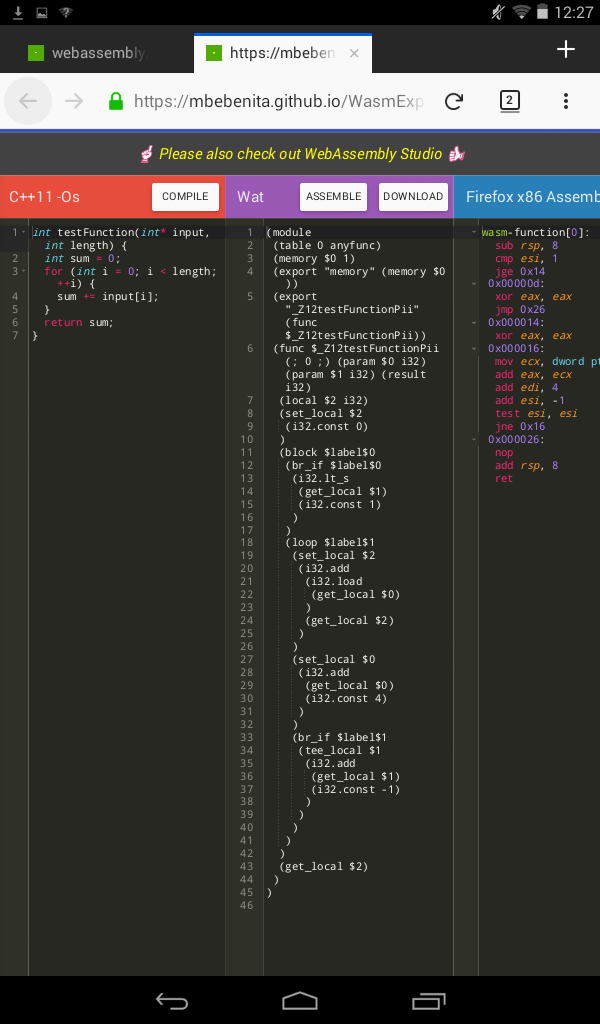 12:27
webassembly
https://mbeben
2
https://mbebenita.github.io/WasmExp
Please also check out WebAssembly Studio
C++11 -Os
COMPILE
Wat
ASSEMBLE
DOWNLOAD
Firefox x86 Assemb
1 int testFunction(int* input,
int length) {
2 int sum = 0;
3 for (int i = 0; i < length;
++i) {
4 sum += input[i];
5 }
6 return sum;
7 }
1 (module
2 (table 0 anyfunc)
3 (memory $0 1)
4 (export "memory" (memory $0
))
5 (export
"_Z12testFunctionPii"
(func
$_Z12testFunctionPii))
6 (func $_Z12testFunctionPii
(; 0 ;) (param $0 i32)
(param $1 i32) (result
i32)
7 (local $2 i32)
8 (set_local $2
9 (i32.const 0)
10 )
11 (block $label$0
12 (br_if $label$0
13 (i32.lt_s
14 (get_local $1)
15 (i32.const 1)
16 )
17 )
18 (loop $label$1
19 (set_local $2
20 (i32.add
21 (i32.load
22 (get_local $0)
23 )
24 (get_local $2)
25 )
26 )
27 (set_local $0
28 (i32.add
29 (get_local $0)
30 (i32.const 4)
31 )
32 )
33 (br_if $label$1
34 (tee_local $1
35 (i32.add
36 (get_local $1)
37 (i32.const -1)
38 )
39 )
40 )
41 )
42 )
43 (get_local $2)
44 )
45 )
46
wasm-function[0]:
sub rsp, 8
cmp esi, 1
jge 0x14
0x00000d:
xor eax, eax
jmp 0x26
0x000014:
xor eax, eax
0x000016:
mov ecx, dword pt
add eax, ecx
add edi, 4
add esi, -1
test esi, esi
jne 0x16
0x000026:
nop
add rsp, 8
ret